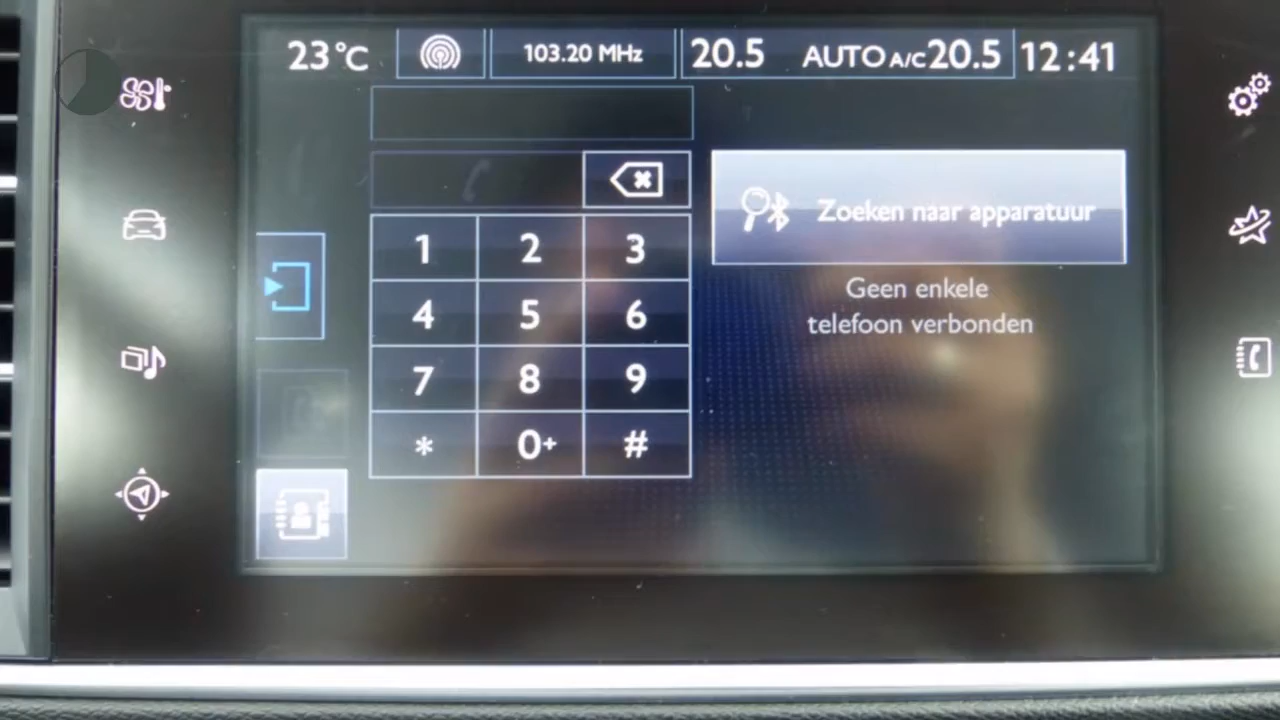 23°C 103.20 MHz 20.5 AUTO A/C 20.5 12:41
Zoeken naar apparatuur
Geen enkele
telefoon verbonden
1 2 3
4 5 6
7 8 9
* 0+ #